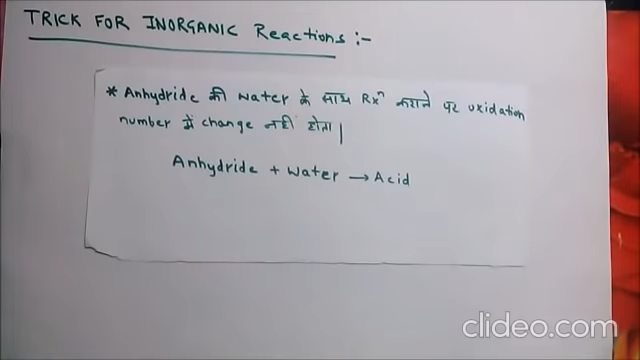 TRICK FOR INORGANIC Reactions :-
* Anhydride की water के साथ Rxⁿ कराने पर oxidation
number में change नही होता |
Anhydride + water → Acid
clideo.com